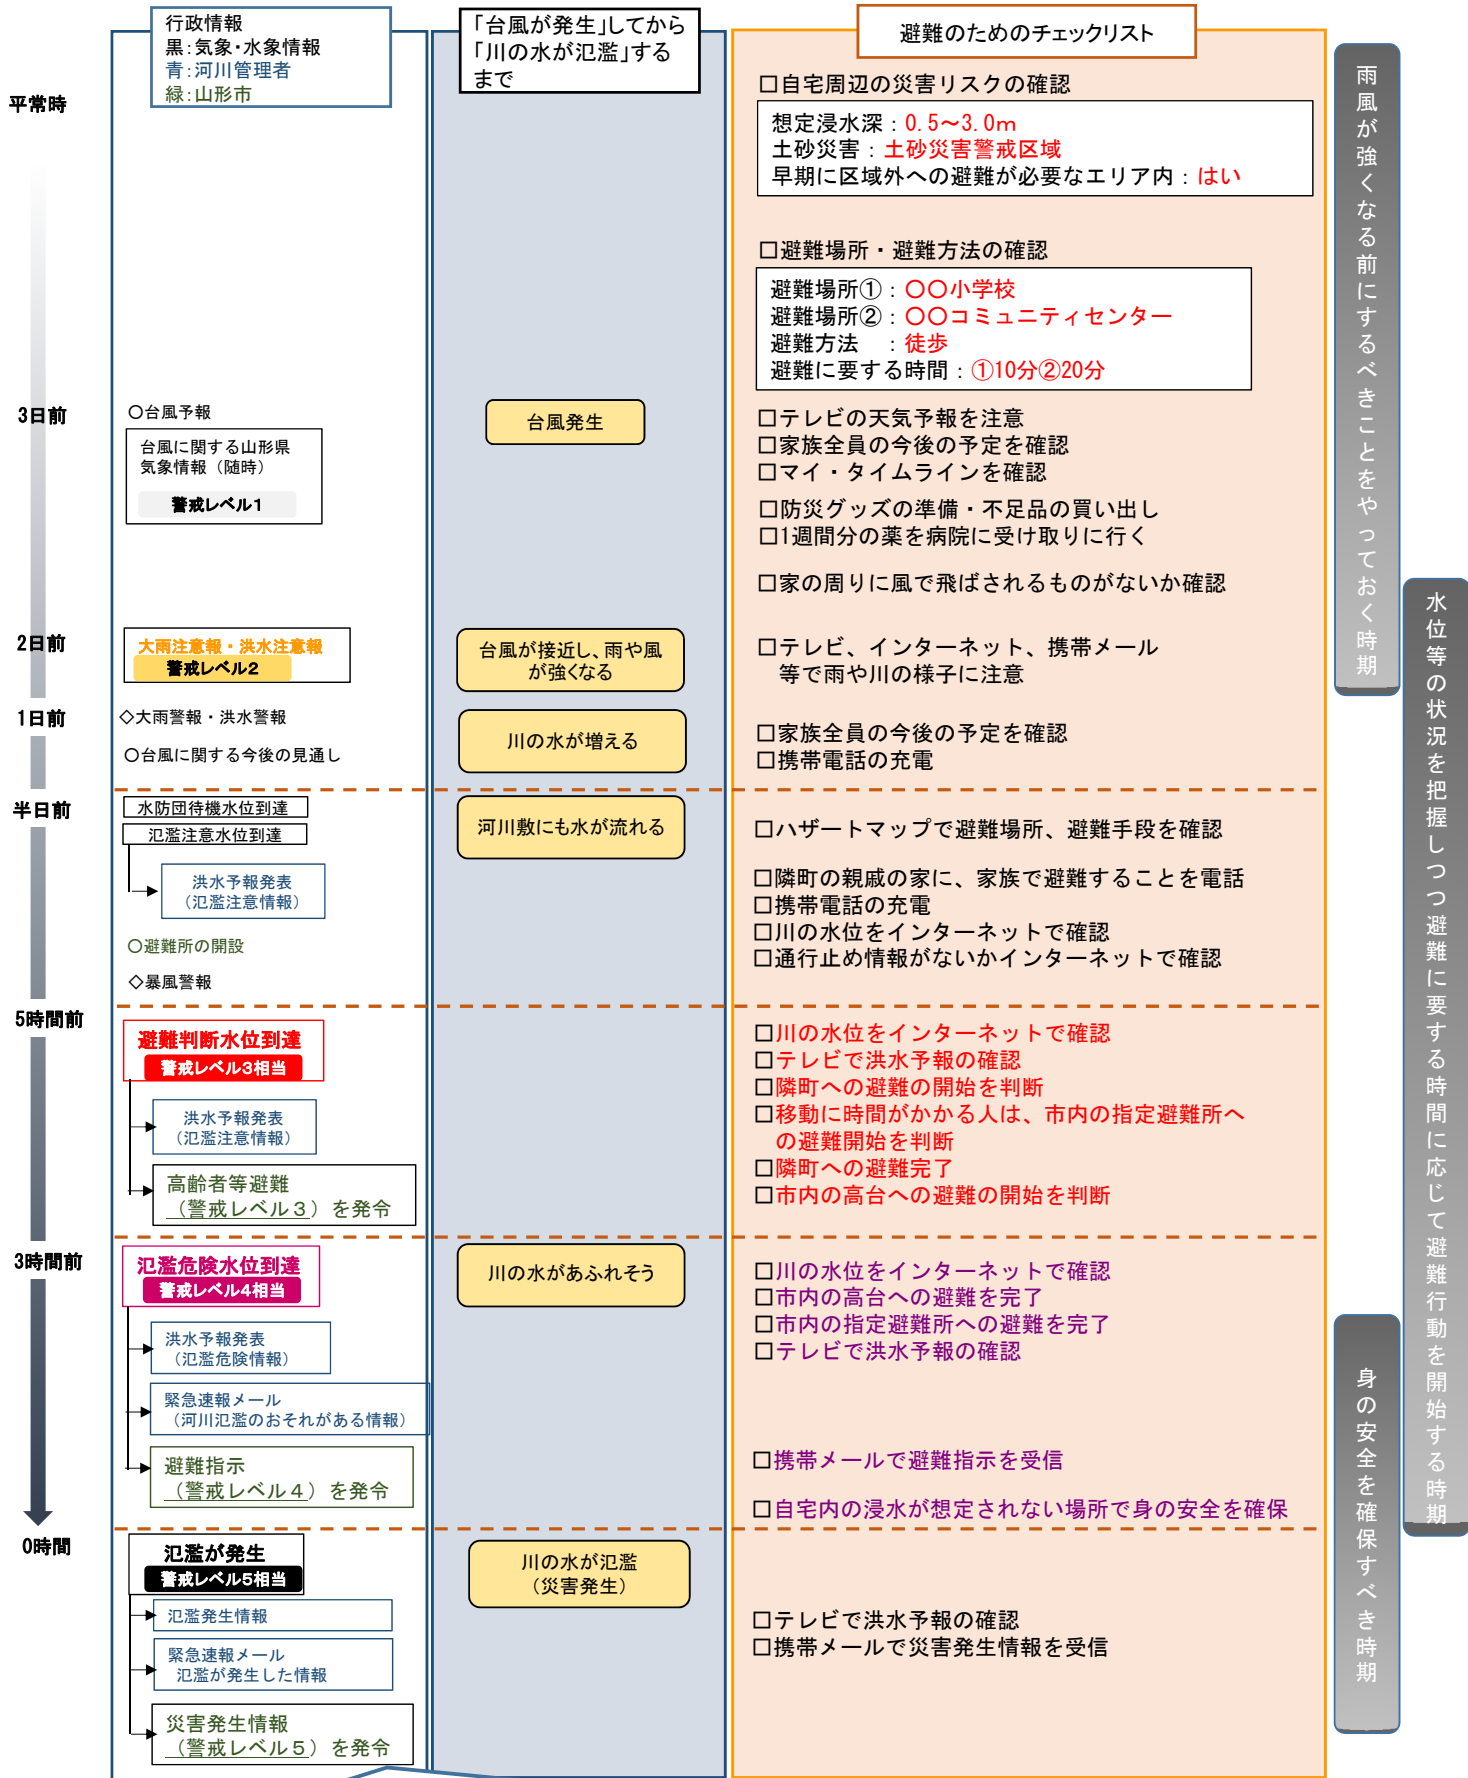 行政情報
黒:気象・水象情報
青:河川管理者
緑:山形市
「台風が発生」してから
「川の水が氾濫」する
まで
避難のためのチェックリスト
平常時
□自宅周辺の災害リスクの確認
想定浸水深：0.5～3.0m
土砂災害：土砂災害警戒区域
早期に区域外への避難が必要なエリア内：はい
□避難場所・避難方法の確認
避難場所①：〇〇小学校
避難場所②：〇〇コミュニティセンター
避難方法　：徒歩
避難に要する時間：①10分②20分
3日前
○台風予報
台風に関する山形県
気象情報（随時）
警戒レベル1
台風発生
□テレビの天気予報を注意
□家族全員の今後の予定を確認
□マイ・タイムラインを確認
□防災グッズの準備・不足品の買い出し
□1週間分の薬を病院に受け取りに行く
□家の周りに風で飛ばされるものがないか確認
2日前
大雨注意報・洪水注意報
警戒レベル2
台風が接近し、雨や風
が強くなる
□テレビ、インターネット、携帯メール
等で雨や川の様子に注意
1日前
◇大雨警報・洪水警報
○台風に関する今後の見通し
川の水が増える
□家族全員の今後の予定を確認
□携帯電話の充電
半日前
水防団待機水位到達
氾濫注意水位到達
洪水予報発表
（氾濫注意情報）
○避難所の開設
◇暴風警報
河川敷にも水が流れる
□ハザートマップで避難場所、避難手段を確認
□隣町の親戚の家に、家族で避難することを電話
□携帯電話の充電
□川の水位をインターネットで確認
□通行止め情報がないかインターネットで確認
5時間前
避難判断水位到達
警戒レベル3相当
洪水予報発表
（氾濫注意情報）
高齢者等避難
（警戒レベル３）を発令
□川の水位をインターネットで確認
□テレビで洪水予報の確認
□隣町への避難の開始を判断
□移動に時間がかかる人は、市内の指定避難所へ
の避難開始を判断
□隣町への避難完了
□市内の高台への避難の開始を判断
3時間前
氾濫危険水位到達
警戒レベル4相当
洪水予報発表
（氾濫危険情報）
緊急速報メール
（河川氾濫のおそれがある情報）
避難指示
（警戒レベル４）を発令
川の水があふれそう
□川の水位をインターネットで確認
□市内の高台への避難を完了
□市内の指定避難所への避難を完了
□テレビで洪水予報の確認
□携帯メールで避難指示を受信
□自宅内の浸水が想定されない場所で身の安全を確保
0時間
氾濫が発生
警戒レベル5相当
氾濫発生情報
緊急速報メール
氾濫が発生した情報
災害発生情報
（警戒レベル５）を発令
川の水が氾濫
（災害発生）
□テレビで洪水予報の確認
□携帯メールで災害発生情報を受信
雨風が強くなる前にするべきことをやっておく時期
水位等の状況を把握しつつ避難に要する時間に応じて避難行動を開始する時期
身の安全を確保すべき時期